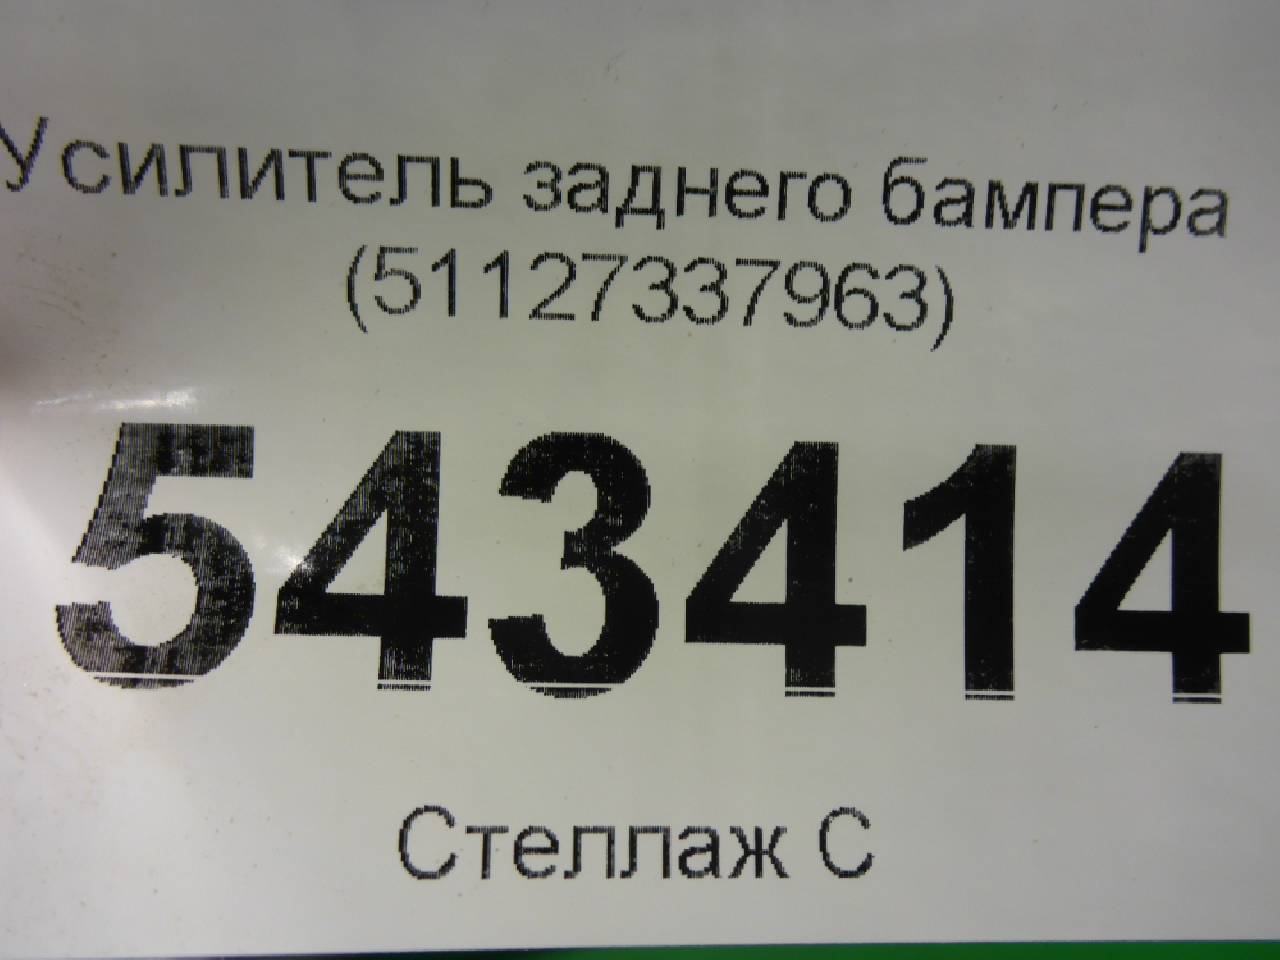 Усилитель заднего бампера
(51127337963)
543414
Стеллаж С